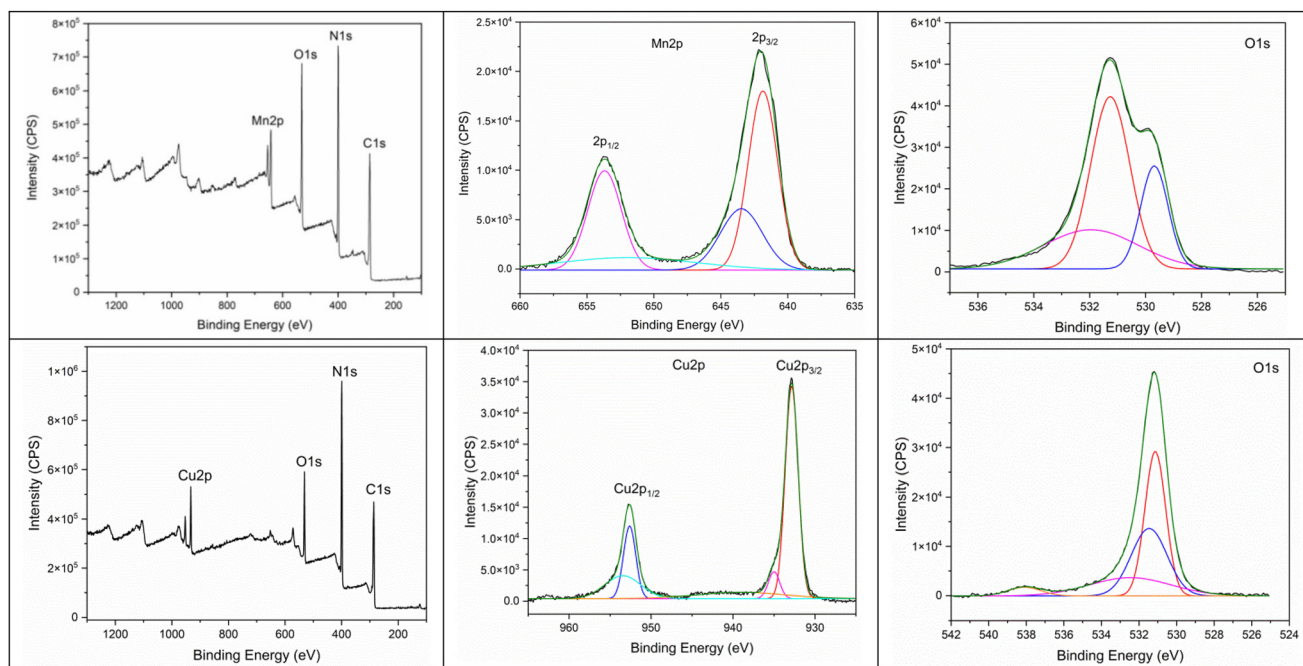 8×10⁵
7×10⁵
6×10⁵
5×10⁵
4×10⁵
3×10⁵
2×10⁵
1×10⁵
0
Intensity (CPS)
Mn2p
O1s
N1s
C1s
1200 1000 800 600 400 200
Binding Energy (eV)
2.5×10⁴
2.0×10⁴
1.5×10⁴
1.0×10⁴
5.0×10³
0.0
Intensity (CPS)
Mn2p
2p₃/₂
2p₁/₂
660 655 650 645 640 635
Binding Energy (eV)
6×10⁴
5×10⁴
4×10⁴
3×10⁴
2×10⁴
1×10⁴
0
Intensity (CPS)
O1s
536 534 532 530 528 526
Binding Energy (eV)
1×10⁶
8×10⁵
6×10⁵
4×10⁵
2×10⁵
0
Intensity (CPS)
Cu2p
O1s
N1s
C1s
1200 1000 800 600 400 200
Binding Energy (eV)
4.0×10⁴
3.5×10⁴
3.0×10⁴
2.5×10⁴
2.0×10⁴
1.5×10⁴
1.0×10⁴
5.0×10³
0.0
Intensity (CPS)
Cu2p
Cu2p₃/₂
Cu2p₁/₂
960 950 940 930
Binding Energy (eV)
5×10⁴
4×10⁴
3×10⁴
2×10⁴
1×10⁴
0
Intensity (CPS)
O1s
542 540 538 536 534 532 530 528 526 524
Binding Energy (eV)